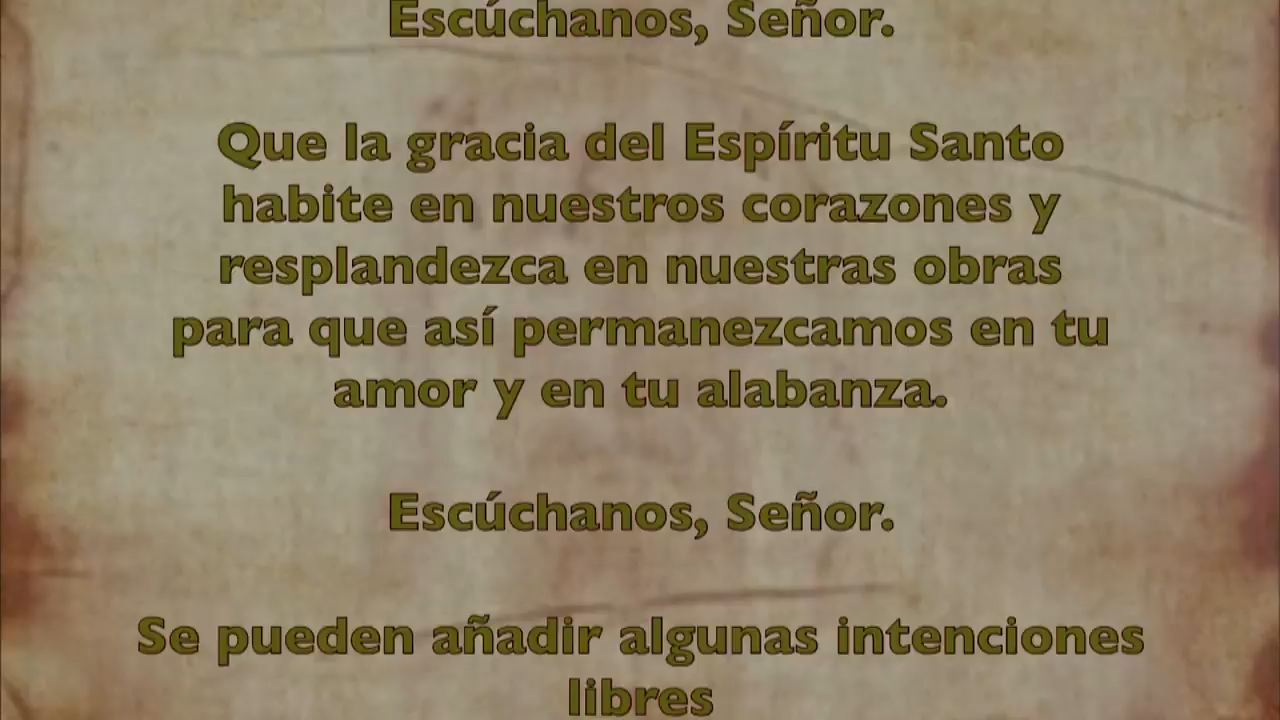 Escúchanos, Señor.
Que la gracia del Espíritu Santo
habite en nuestros corazones y
resplandezca en nuestras obras
para que así permanezcamos en tu
amor y en tu alabanza.
Escúchanos, Señor.
Se pueden añadir algunas intenciones
libres